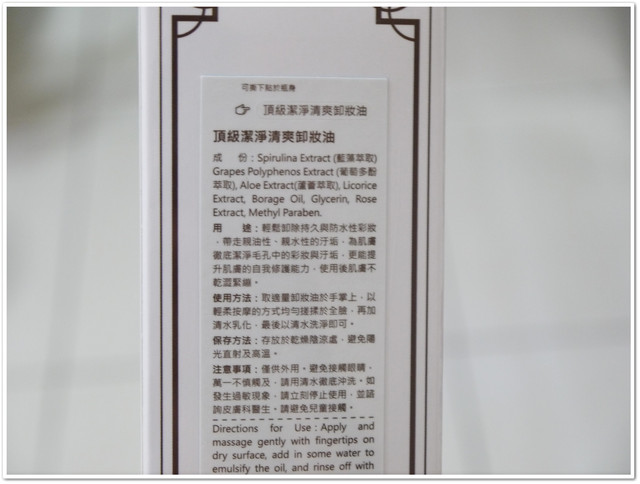 可撕下貼於瓶身
☞ 頂級潔淨清爽卸妝油
頂級潔淨清爽卸妝油
成 份：Spirulina Extract (藍藻萃取)
Grapes Polyphenos Extract (葡萄多酚
萃取), Aloe Extract(蘆薈萃取), Licorice
Extract, Borage Oil, Glycerin, Rose
Extract, Methyl Paraben.
用 途：輕鬆卸除持久與防水性彩妝
，帶走親油性、親水性的汙垢，為肌膚
徹底潔淨毛孔中的彩妝與汙垢，更能提
升肌膚的自我修護能力，使用後肌膚不
乾澀緊繃。
使用方法：取適量卸妝油於手掌上，以
輕柔按摩的方式均勻搓揉於全臉，再加
清水乳化，最後以清水洗淨即可。
保存方法：存放於乾燥陰涼處，避免陽
光直射及高溫。
注意事項：僅供外用。避免接觸眼睛，
萬一不慎觸及，請用清水徹底沖洗。如
發生過敏現象，請立刻停止使用，並諮
詢皮膚科醫生。請避免兒童接觸。
Directions for Use : Apply and
massage gently with fingertips on
dry surface, add in some water to
emulsify the oil, and rinse off with